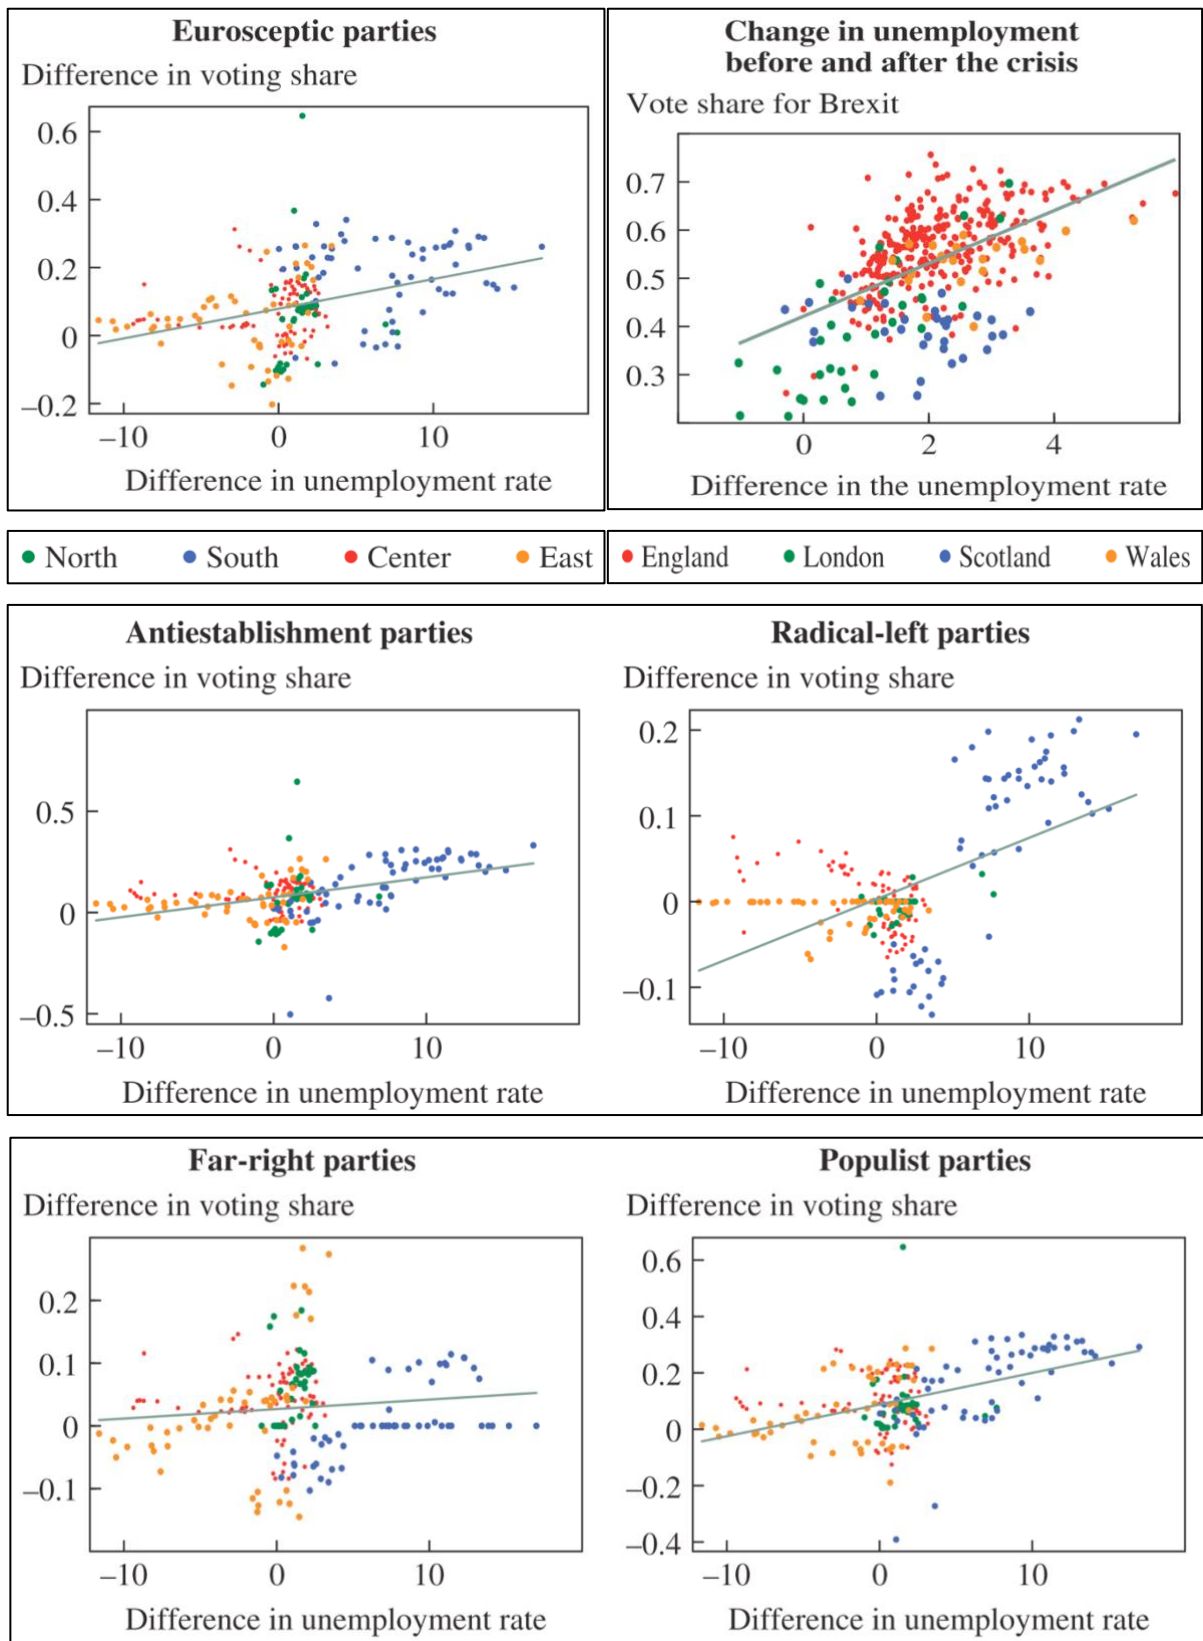 Eurosceptic parties
Difference in voting share
0.6
0.4
0.2
0
–0.2
–10 0 10
Difference in unemployment rate
Change in unemployment
before and after the crisis
Vote share for Brexit
0.7
0.6
0.5
0.4
0.3
0 2 4
Difference in the unemployment rate
North South Center East
England London Scotland Wales
Antiestablishment parties
Difference in voting share
0.5
0
–0.5
–10 0 10
Difference in unemployment rate
Radical-left parties
Difference in voting share
0.2
0.1
0
–0.1
–10 0 10
Difference in unemployment rate
Far-right parties
Difference in voting share
0.2
0.1
0
–0.1
–10 0 10
Difference in unemployment rate
Populist parties
Difference in voting share
0.6
0.4
0.2
0
–0.2
–0.4
–10 0 10
Difference in unemployment rate